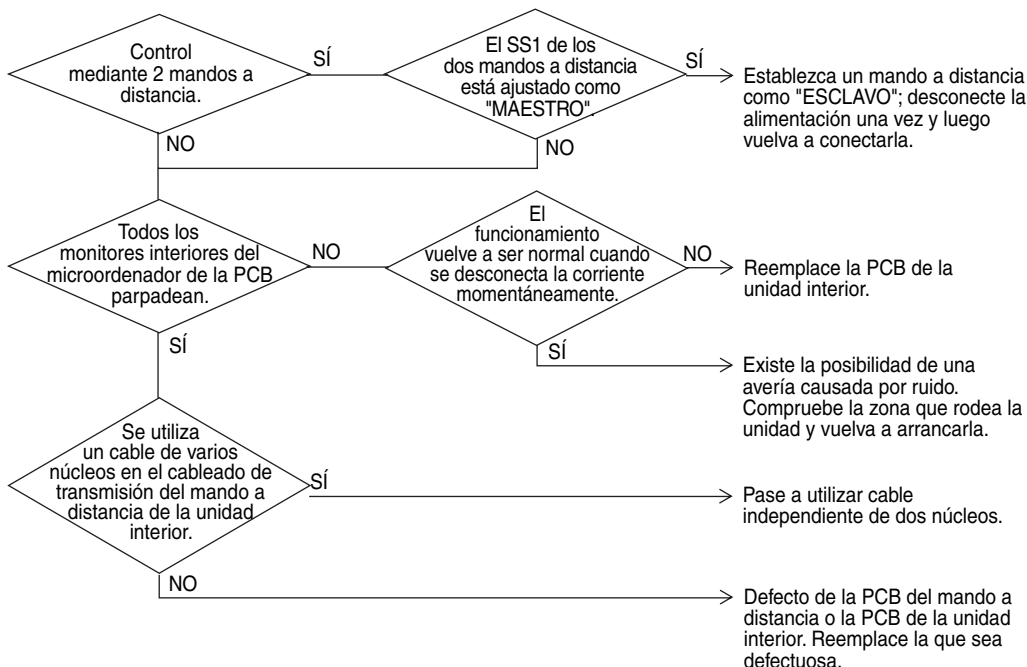 Control
mediante 2 mandos a
distancia.
SÍ
El SS1 de los
dos mandos a distancia
está ajustado como
"MAESTRO".
SÍ
Establezca un mando a distancia
como "ESCLAVO"; desconecte la
alimentación una vez y luego
vuelva a conectarla.
NO
NO
Todos los
monitores interiores del
microordenador de la PCB
parpadean.
NO
El
funcionamiento
vuelve a ser normal cuando
se desconecta la corriente
momentáneamente.
NO
Reemplace la PCB de la
unidad interior.
SÍ
SÍ
Existe la posibilidad de una
avería causada por ruido.
Compruebe la zona que rodea la
unidad y vuelva a arrancarla.
Se utiliza
un cable de varios
núcleos en el cableado de
transmisión del mando a
distancia de la unidad
interior.
SÍ
Pase a utilizar cable
independiente de dos núcleos.
NO
Defecto de la PCB del mando a
distancia o la PCB de la unidad
interior. Reemplace la que sea
defectuosa.